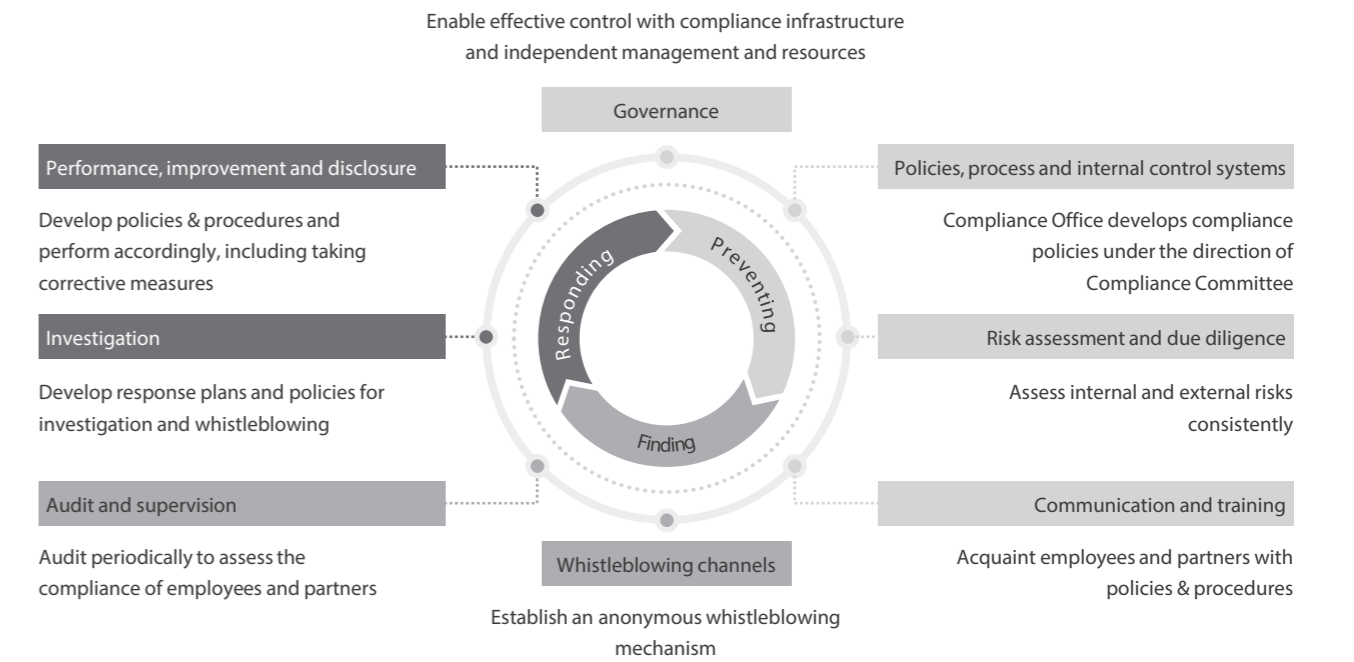 Enable effective control with compliance infrastructure
and independent management and resources
Governance
Performance, improvement and disclosure
Develop policies & procedures and
perform accordingly, including taking
corrective measures
Investigation
Develop response plans and policies for
investigation and whistleblowing
Audit and supervision
Audit periodically to assess the
compliance of employees and partners
Responding
Preventing
Finding
Policies, process and internal control systems
Compliance Office develops compliance
policies under the direction of
Compliance Committee
Risk assessment and due diligence
Assess internal and external risks
consistently
Communication and training
Acquaint employees and partners with
policies & procedures
Whistleblowing channels
Establish an anonymous whistleblowing
mechanism